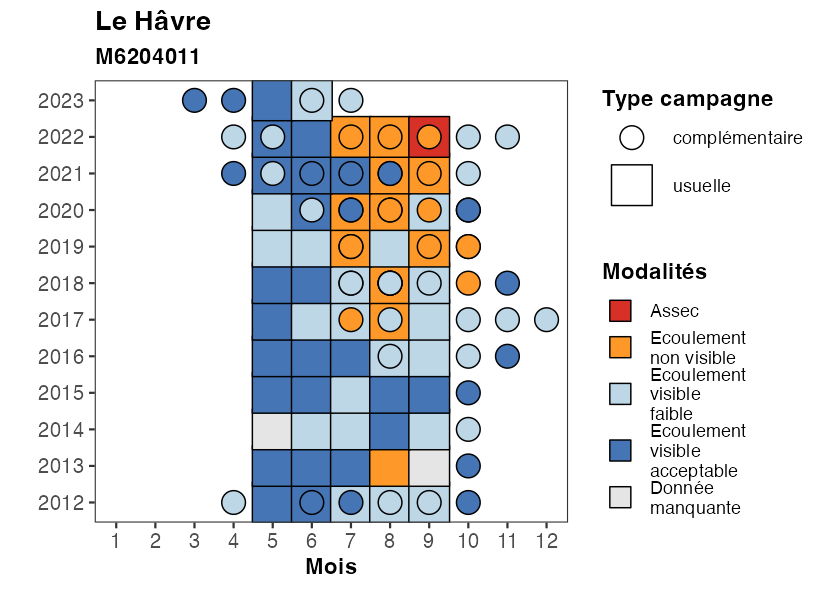 Le Hâvre
M6204011
2023
2022
2021
2020
2019
2018
2017
2016
2015
2014
2013
2012
1 2 3 4 5 6 7 8 9 10 11 12
Mois
Type campagne
complémentaire
usuelle
Modalités
Assec
Ecoulement
non visible
Ecoulement
visible
faible
Ecoulement
visible
acceptable
Donnée
manquante